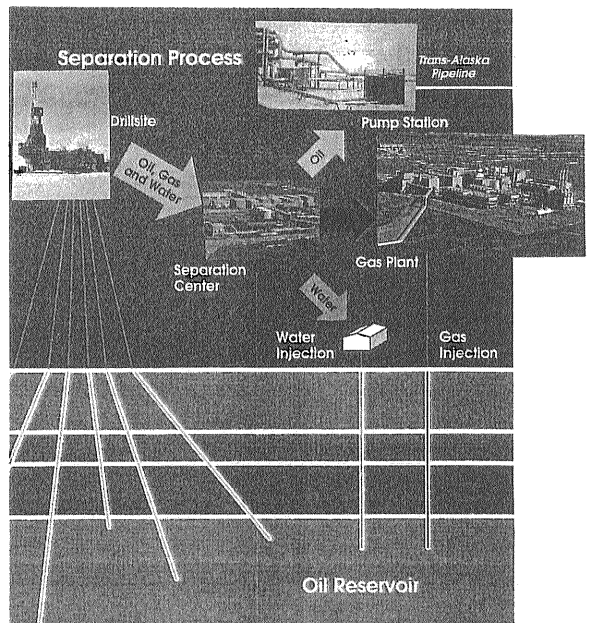 Separation Process
Trans-Alaska
Pipeline
Drillsite
Pump Station
Oil, Gas
and Water
Oil
Separation
Center
Gas Plant
Water
Water
Injection
Gas
Injection
Oil Reservoir